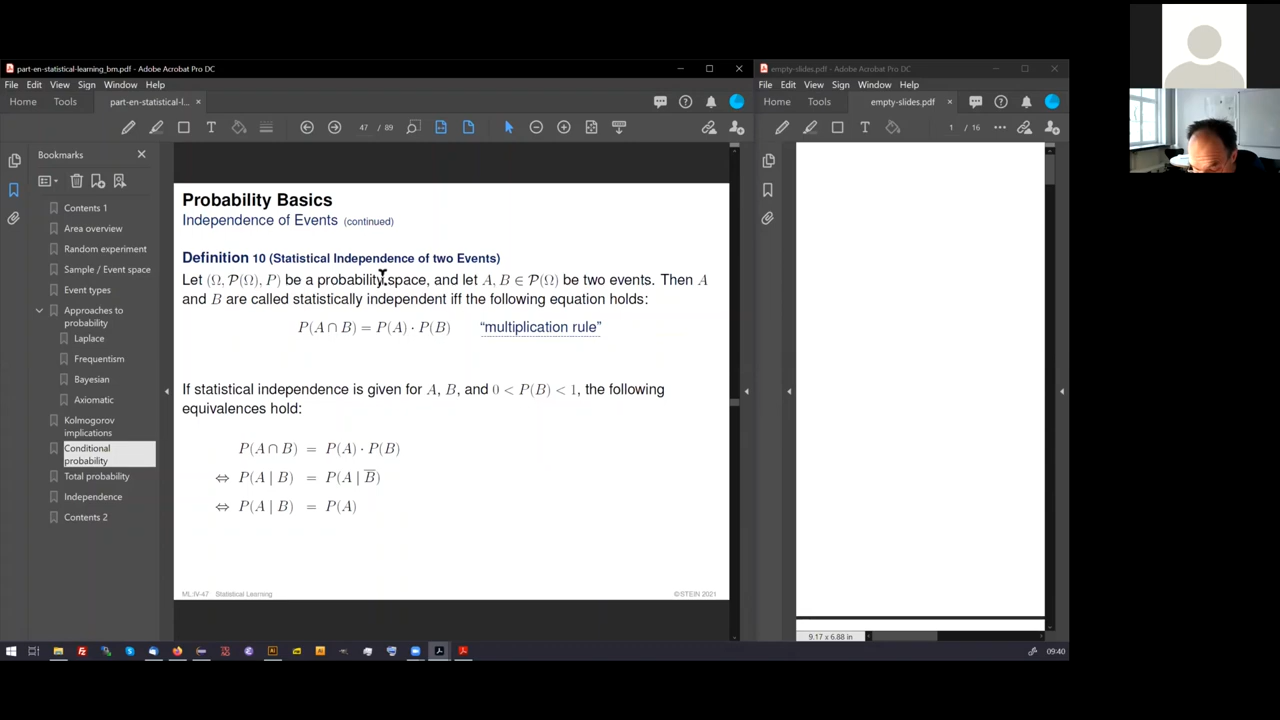 part-en-statistical-learning_bm.pdf - Adobe Acrobat Pro DC
File Edit View Sign Window Help
Home Tools part-en-statistical-l... ×
47 / 89
Bookmarks
Contents 1
Area overview
Random experiment
Sample / Event space
Event types
Approaches to
probability
Laplace
Frequentism
Bayesian
Axiomatic
Kolmogorov
implications
Conditional
probability
Total probability
Independence
Contents 2
Probability Basics
Independence of Events (continued)
Definition 10 (Statistical Independence of two Events)
Let (Ω, 𝒫(Ω), P) be a probability space, and let A, B ∈ 𝒫(Ω) be two events. Then A
and B are called statistically independent iff the following equation holds:
P(A ∩ B) = P(A) · P(B) “multiplication rule”
If statistical independence is given for A, B, and 0 < P(B) < 1, the following
equivalences hold:
P(A ∩ B) = P(A) · P(B)
⇔ P(A | B) = P(A | B̅)
⇔ P(A | B) = P(A)
ML:IV-47 Statistical Learning ©STEIN 2021
empty-slides.pdf - Adobe Acrobat Pro DC
File Edit View Sign Window Help
Home Tools empty-slides.pdf ×
1 / 16
9.17 x 6.88 in
09:40